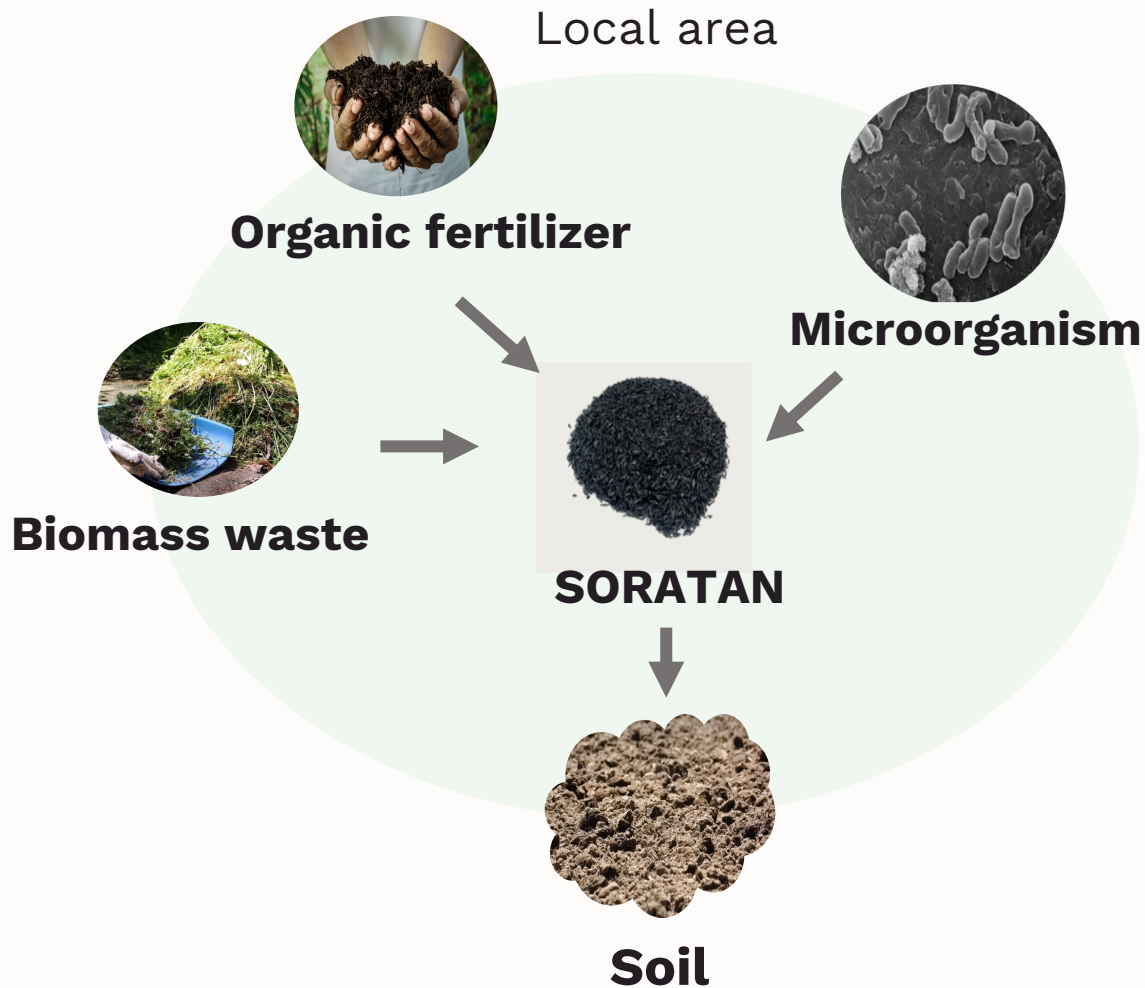 Local area
Organic fertilizer
Microorganism
Biomass waste
SORATAN
Soil